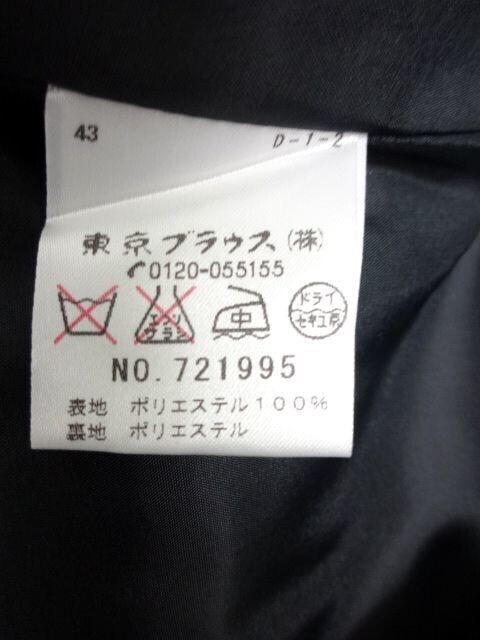 43 D-1-2
東京ブラウス(株)
0120-055155
エンソ サラシ 中 ドライ セキユ系
NO.721995
表地 ポリエステル100%
裏地 ポリエステル